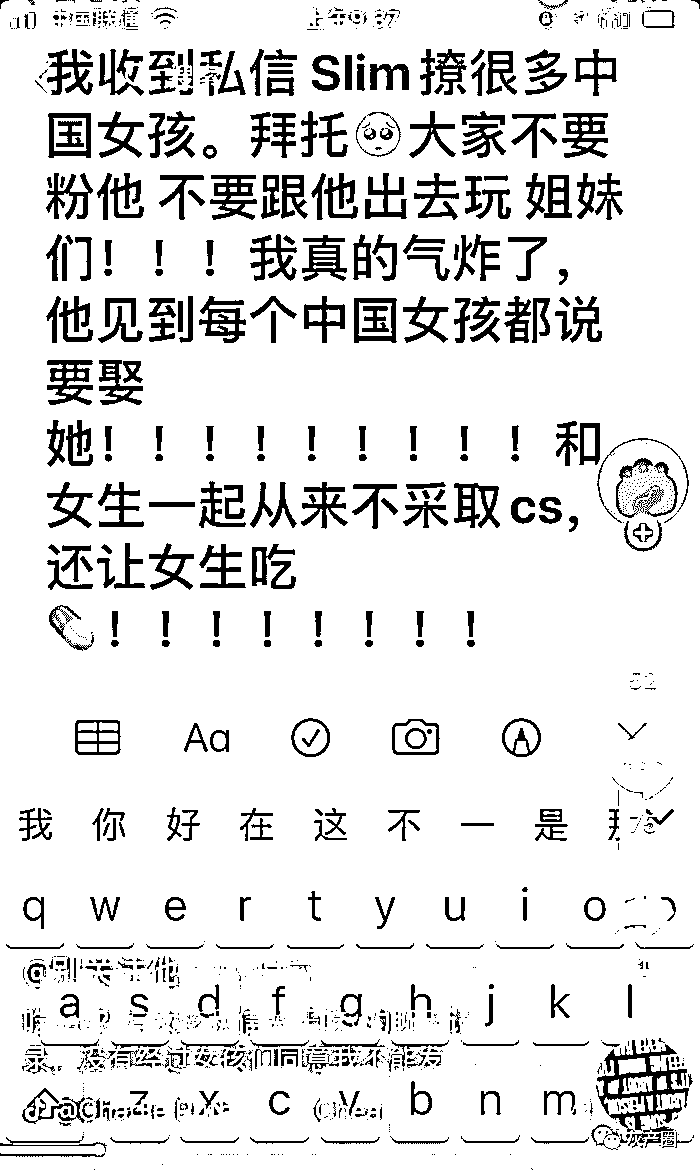 中国联通 上午9:37
我收到私信 Slim 撩很多中
国女孩。拜托🥺大家不要
粉他 不要跟他出去玩 姐妹
们！！！我真的气炸了，
他见到每个中国女孩都说
要娶
她！！！！！！！！！和
女生一起从来不采取cs，
还让女生吃
💊！！！！！！！！
52
Aa
我 你 好 在 这 不 一 是
75
q w e r t y u i o p
@别关注他
a s d f g h j k l
录，没有经过女孩们同意我不能发
z x c v b n m
灰产圈